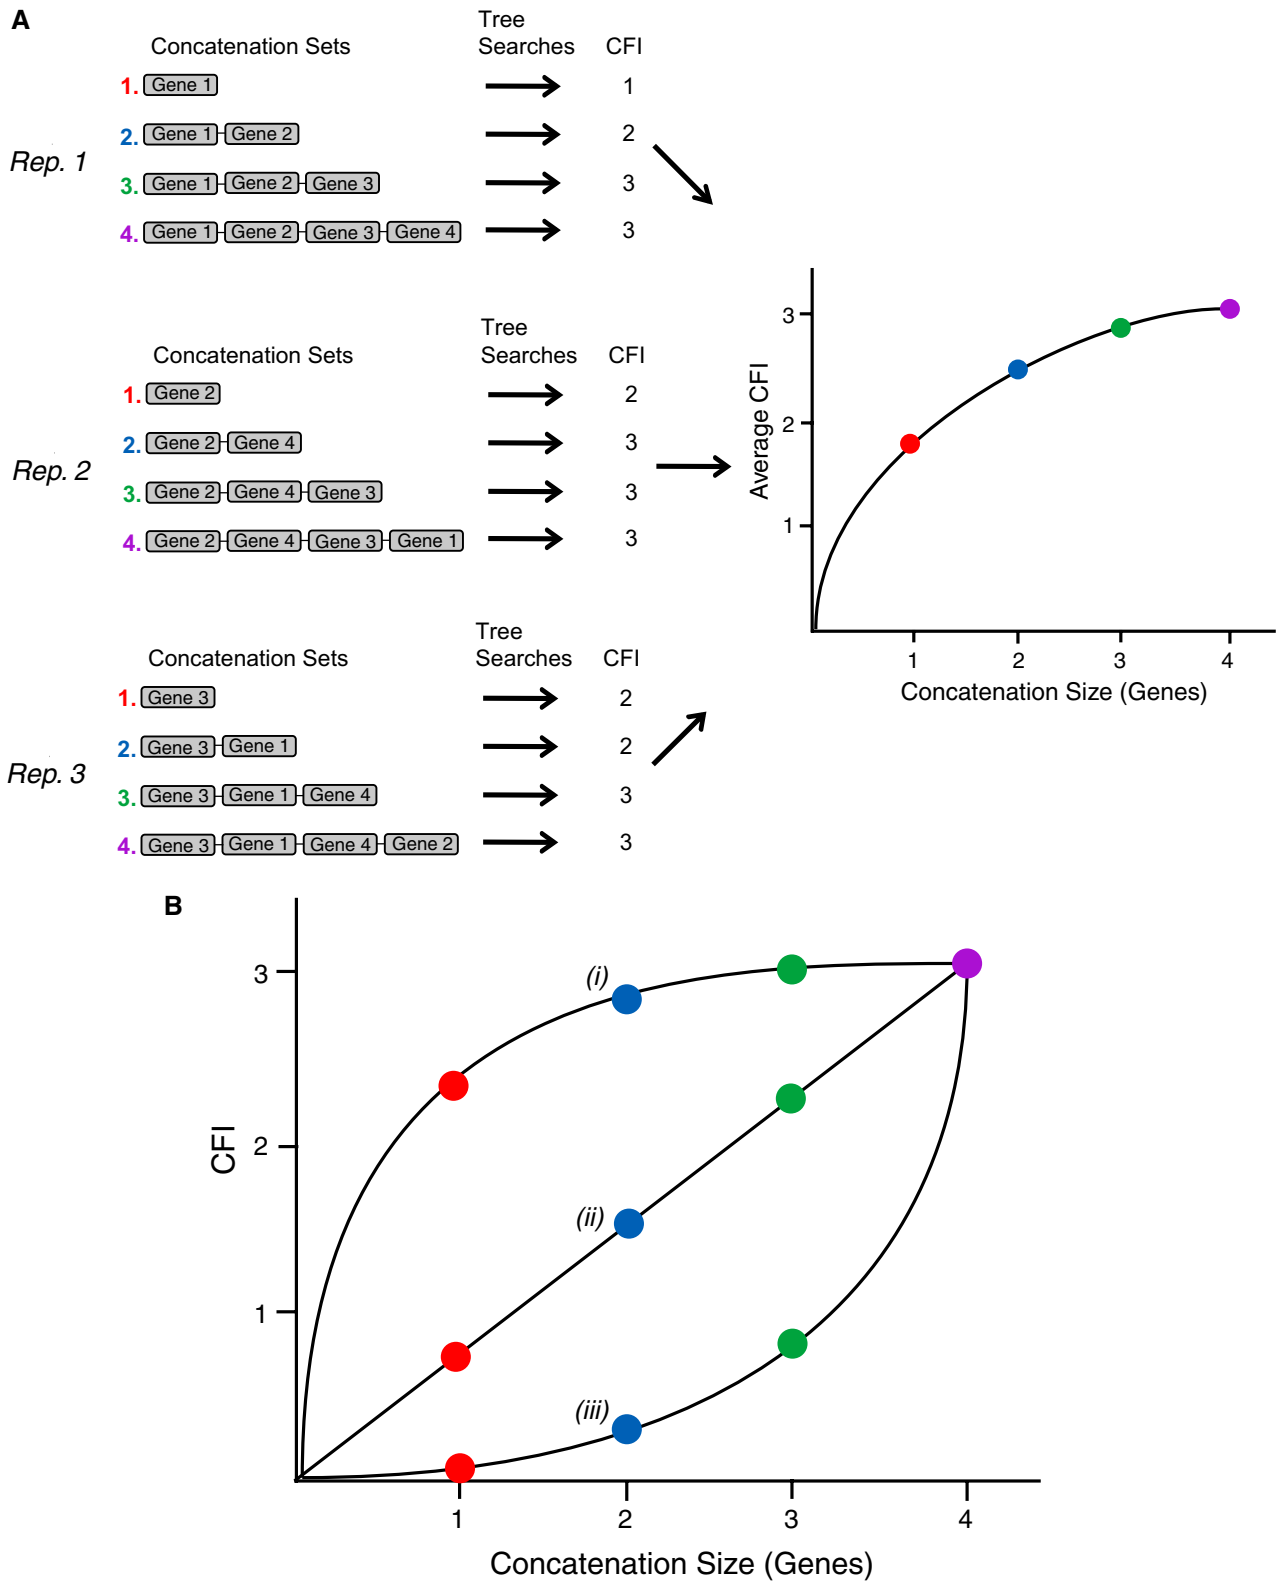 A
Tree
Concatenation Sets Searches CFI
1. Gene 1 1
2. Gene 1 Gene 2 2
Rep. 1
3. Gene 1 Gene 2 Gene 3 3
4. Gene 1 Gene 2 Gene 3 Gene 4 3
Tree
Concatenation Sets Searches CFI
1. Gene 2 2
2. Gene 2 Gene 4 3
Rep. 2
3. Gene 2 Gene 4 Gene 3 3
4. Gene 2 Gene 4 Gene 3 Gene 1 3
Tree
Concatenation Sets Searches CFI
1. Gene 3 2
2. Gene 3 Gene 1 2
Rep. 3
3. Gene 3 Gene 1 Gene 4 3
4. Gene 3 Gene 1 Gene 4 Gene 2 3
Average CFI
3
2
1
1 2 3 4
Concatenation Size (Genes)
B
CFI
3
2
1
(i)
(ii)
(iii)
1 2 3 4
Concatenation Size (Genes)